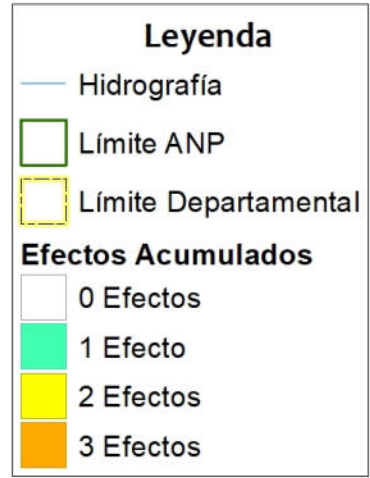 Leyenda
Hidrografía
Límite ANP
Límite Departamental
Efectos Acumulados
0 Efectos
1 Efecto
2 Efectos
3 Efectos